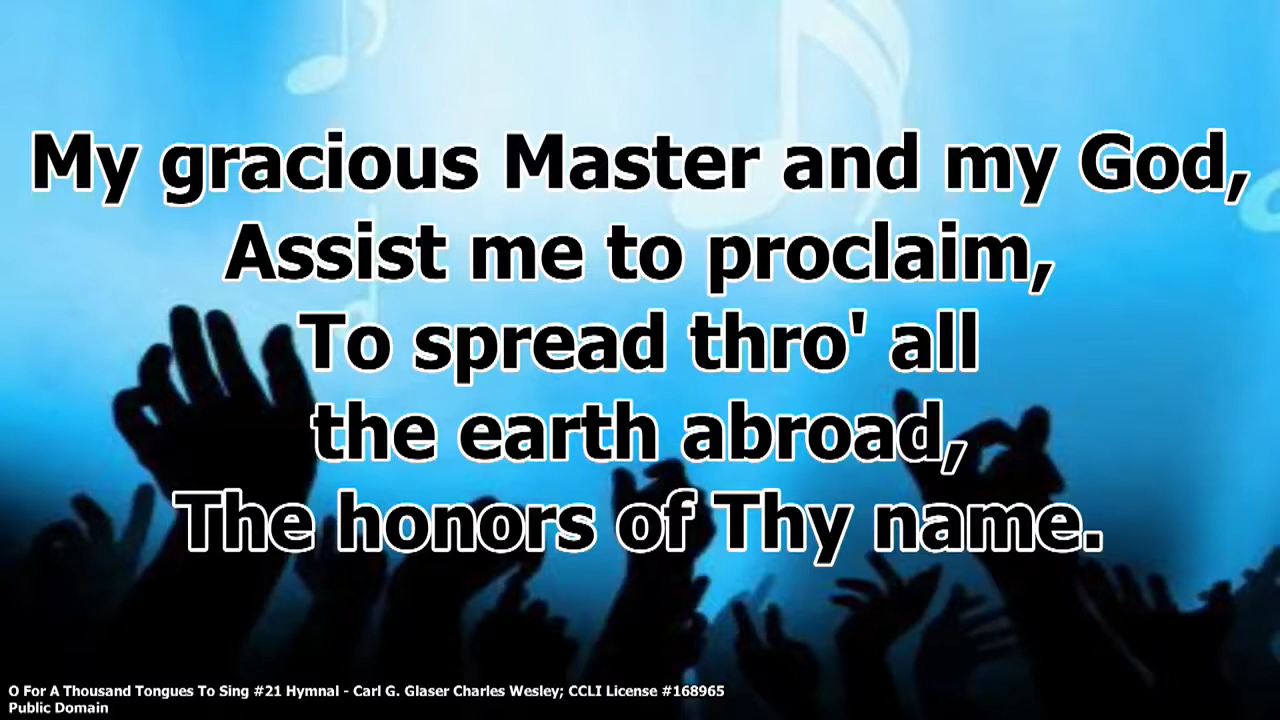 My gracious Master and my God,
Assist me to proclaim,
To spread thro' all
the earth abroad,
The honors of Thy name.
O For A Thousand Tongues To Sing #21 Hymnal - Carl G. Glaser Charles Wesley; CCLI License #168965
Public Domain